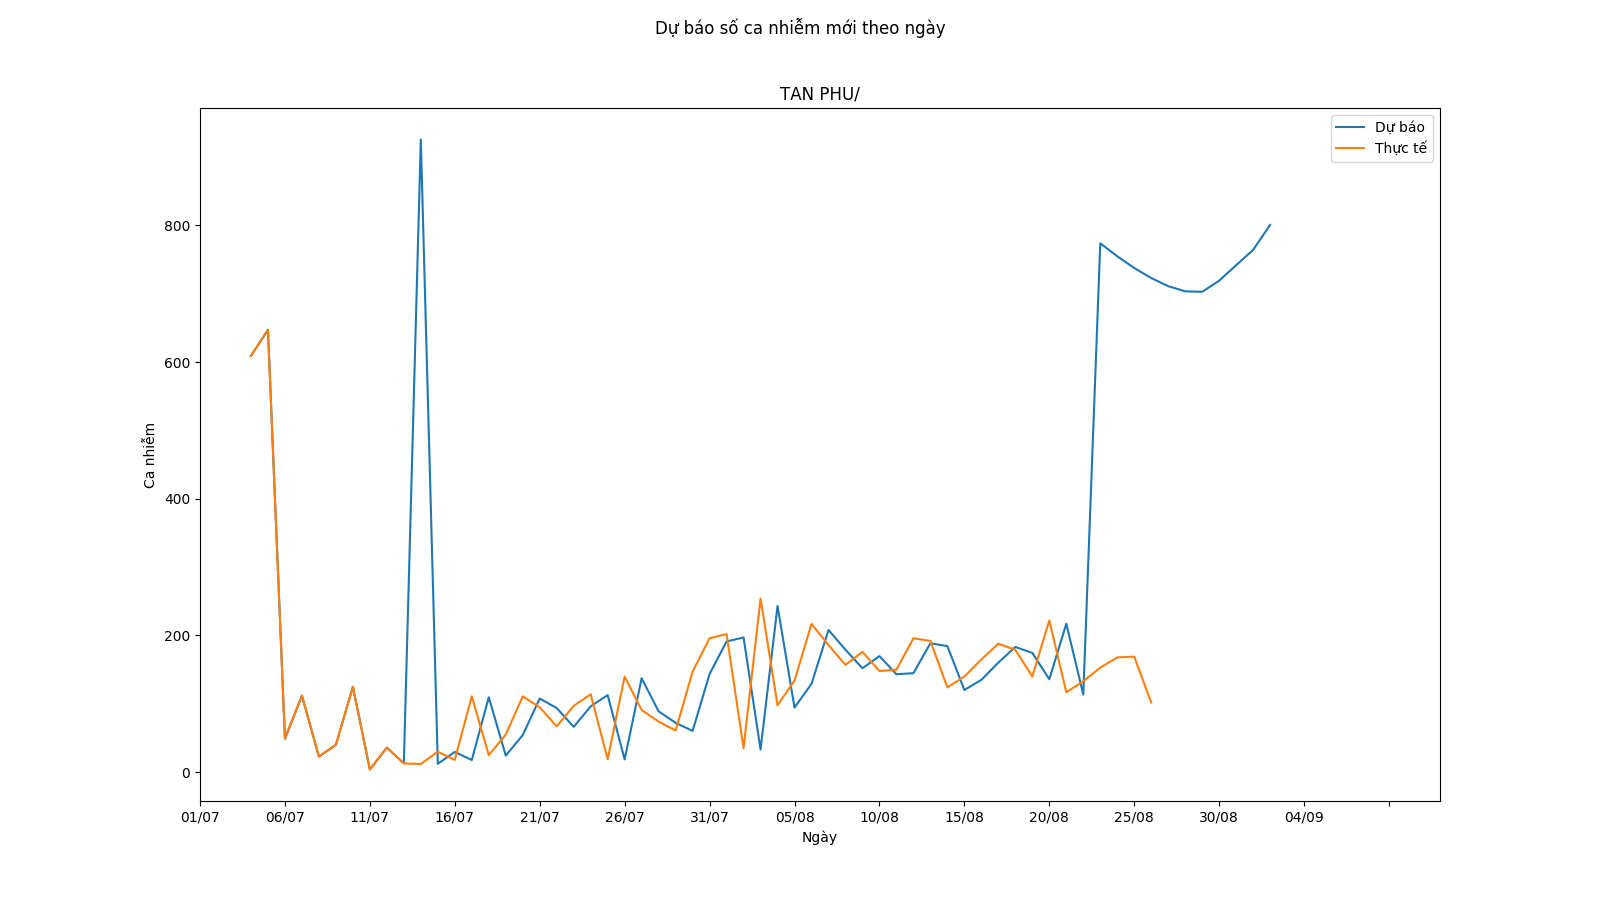 Dự báo số ca nhiễm mới theo ngày
TAN PHU/
Dự báo
Thực tế
Ca nhiễm
800
600
400
200
0
01/07 06/07 11/07 16/07 21/07 26/07 31/07 05/08 10/08 15/08 20/08 25/08 30/08 04/09
Ngày